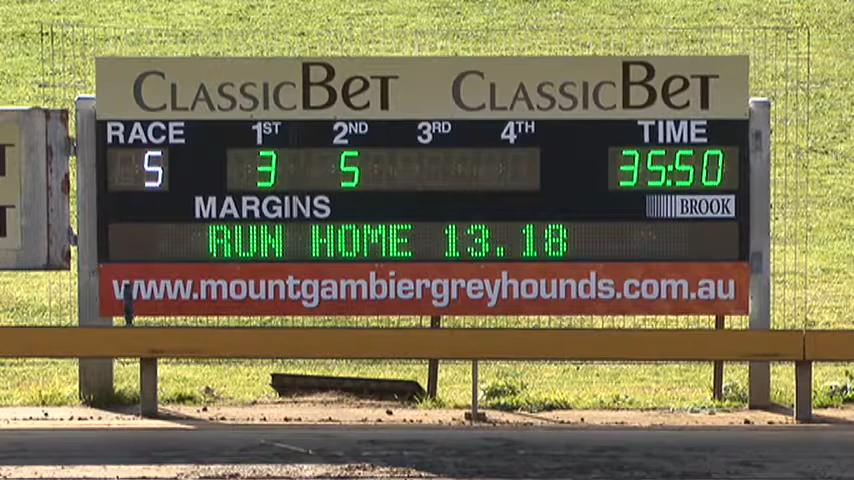 CLASSICBET CLASSICBET
RACE 1ST 2ND 3RD 4TH TIME
5 3 5 35:50
MARGINS BROOK
RUN HOME 13.18
www.mountgambiergreyhounds.com.au